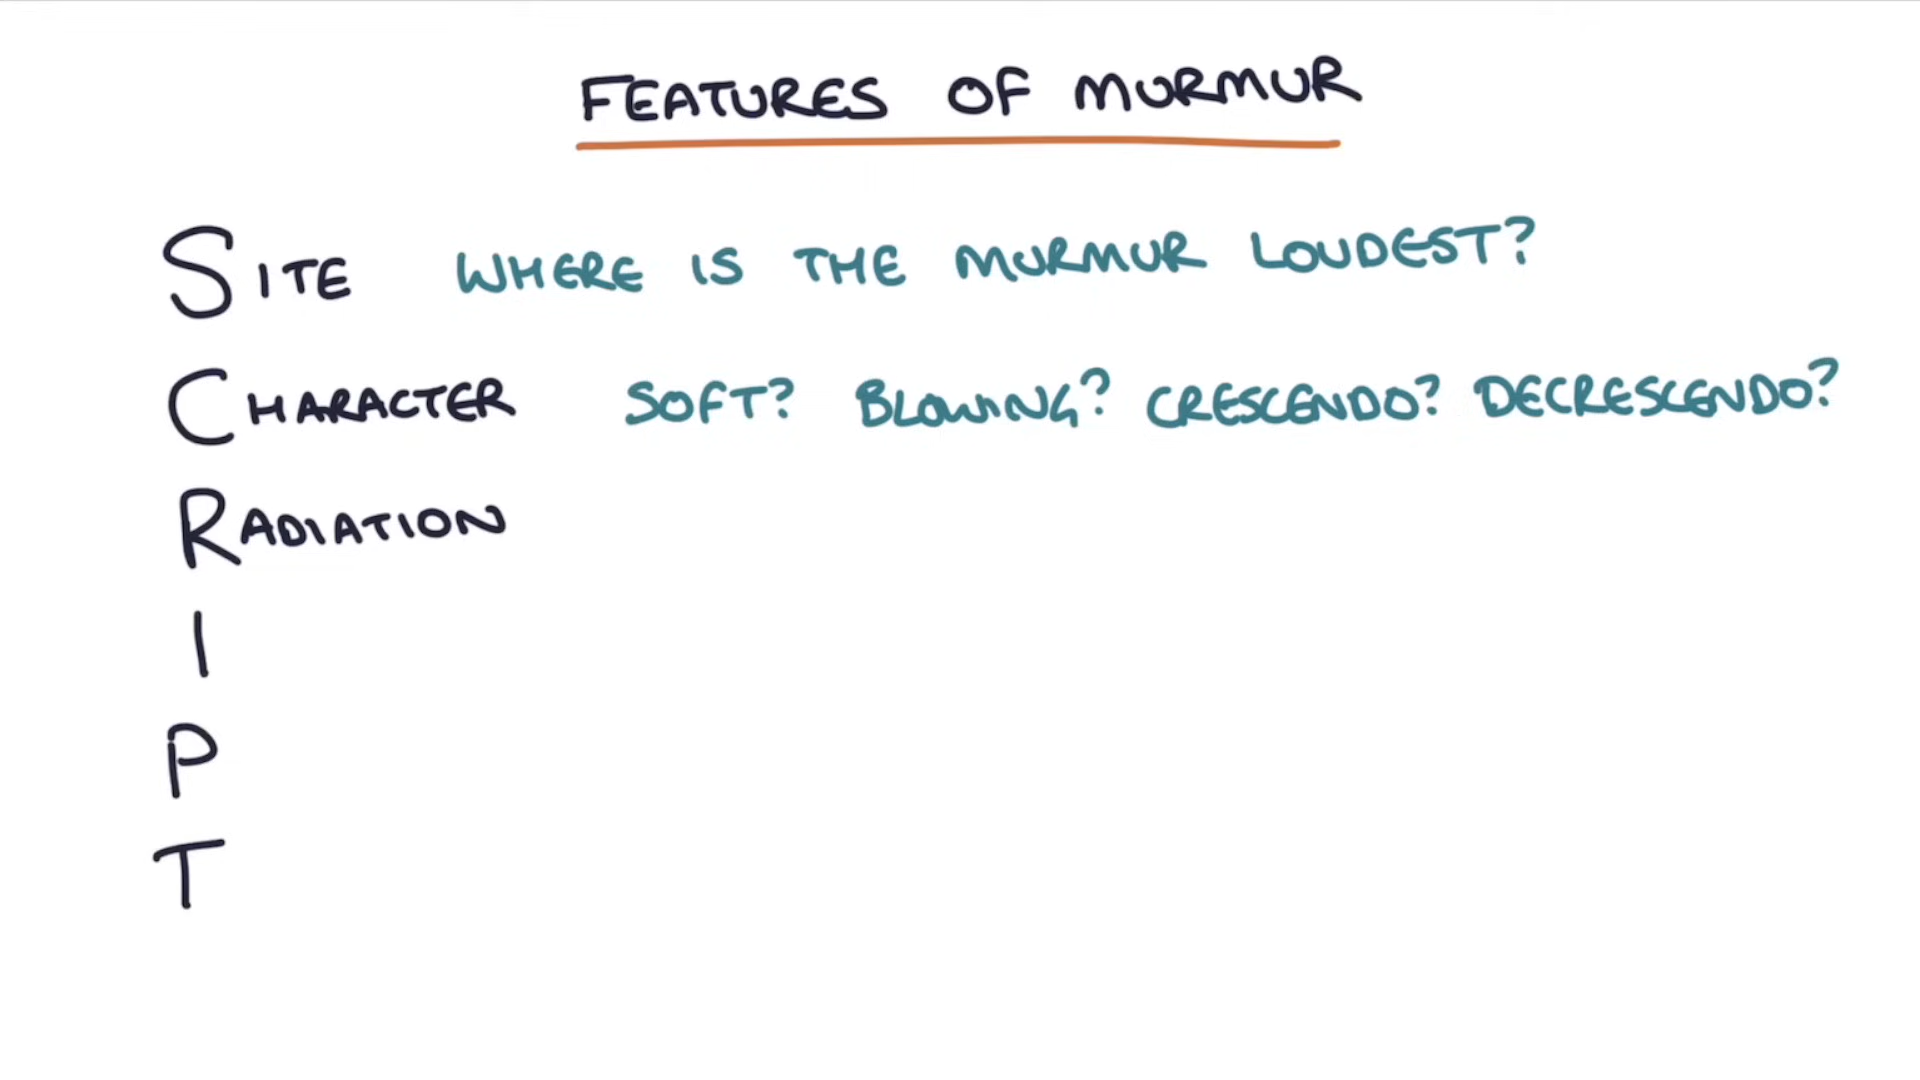 FEATURES OF MURMUR
SITE WHERE IS THE MURMUR LOUDEST?
CHARACTER SOFT? BLOWING? CRESCENDO? DECRESCENDO?
RADIATION
I
P
T